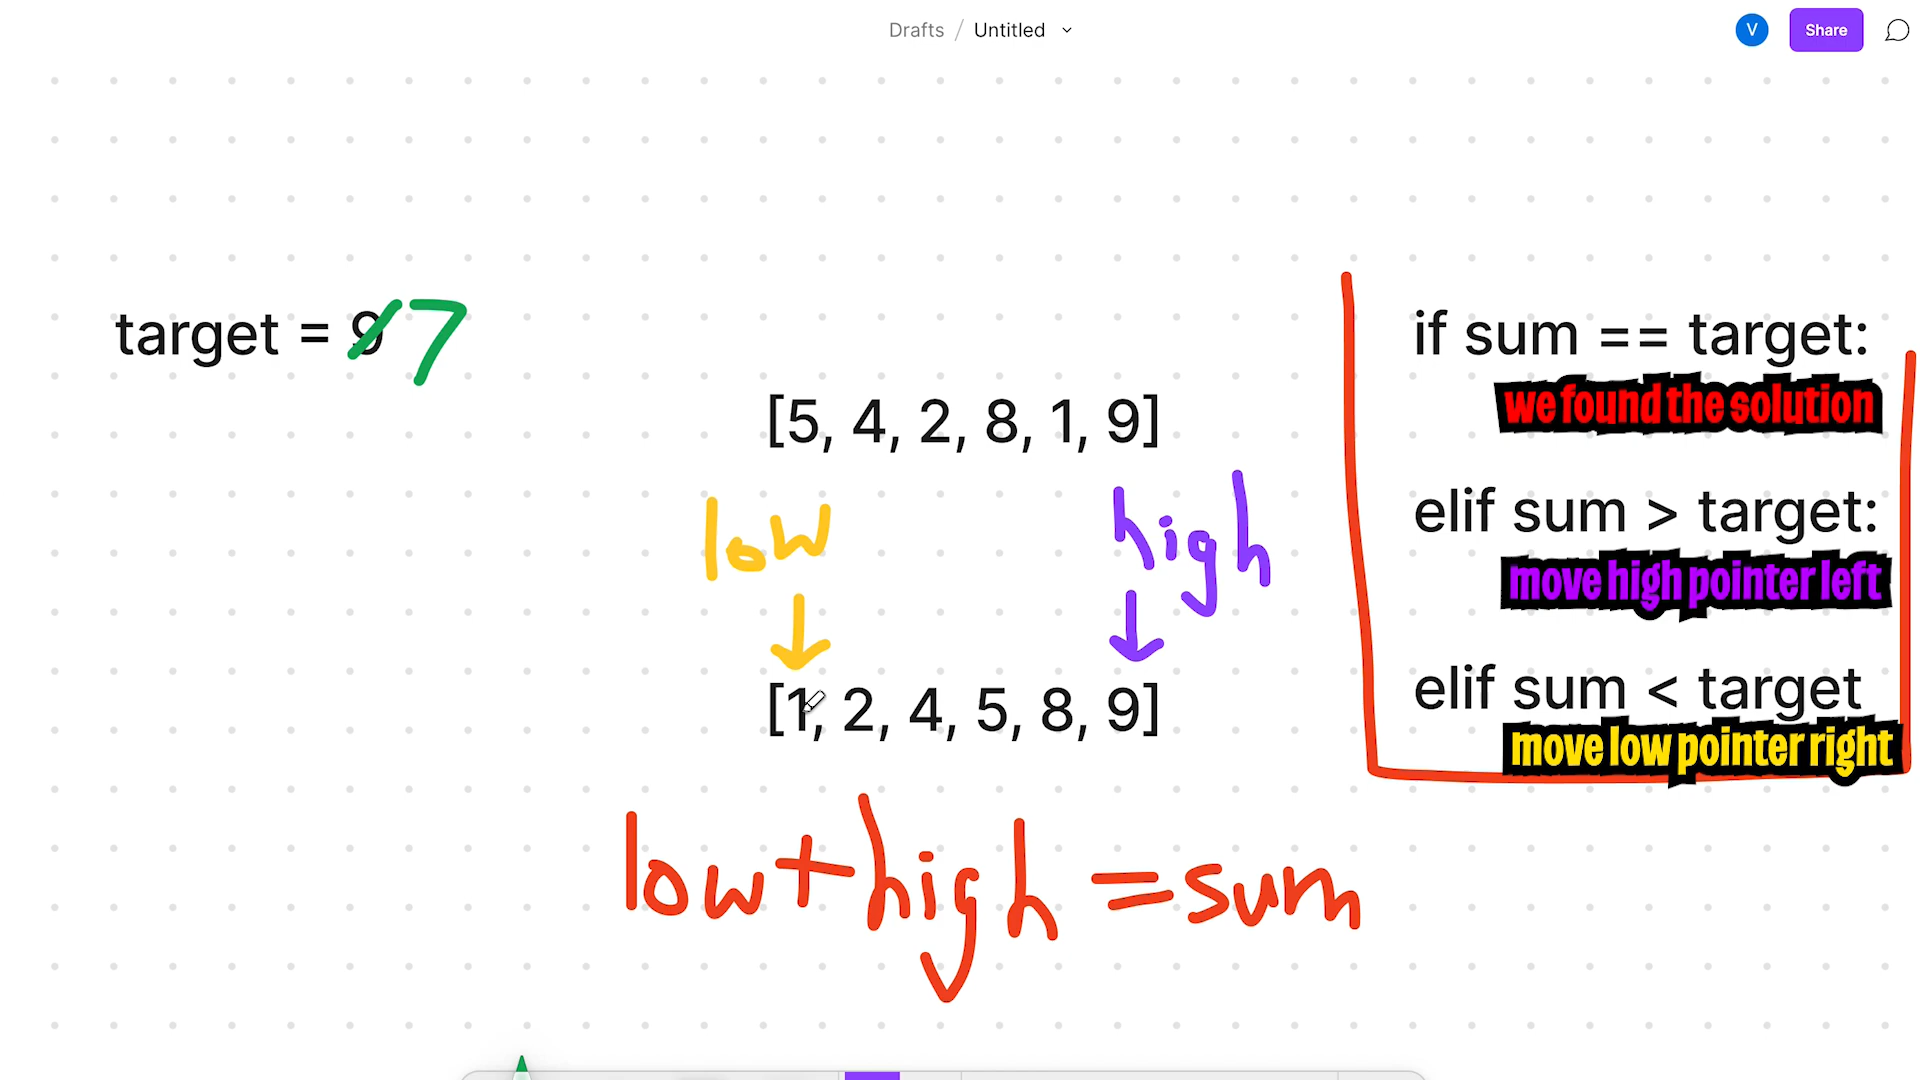 Drafts / Untitled
V
Share
target = 9 7
[5, 4, 2, 8, 1, 9]
low
high
[1, 2, 4, 5, 8, 9]
low + high = sum
if sum == target:
we found the solution
elif sum > target:
move high pointer left
elif sum < target
move low pointer right